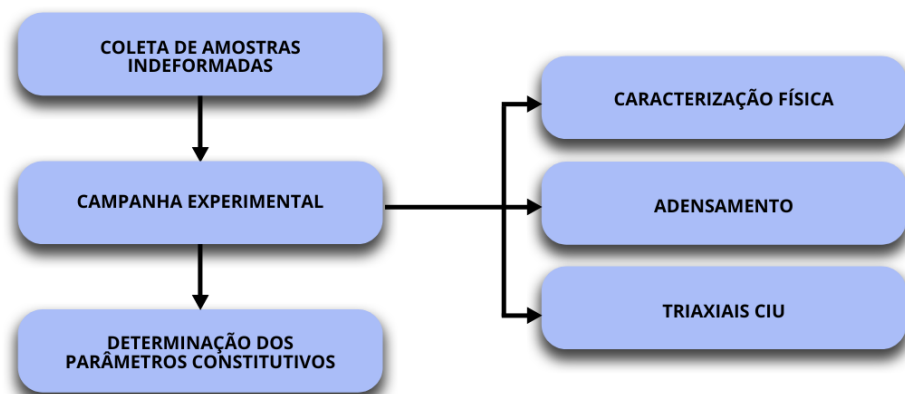 COLETA DE AMOSTRAS
INDEFORMADAS
CAMPANHA EXPERIMENTAL
DETERMINAÇÃO DOS
PARÂMETROS CONSTITUTIVOS
CARACTERIZAÇÃO FÍSICA
ADENSAMENTO
TRIAXIAIS CIU